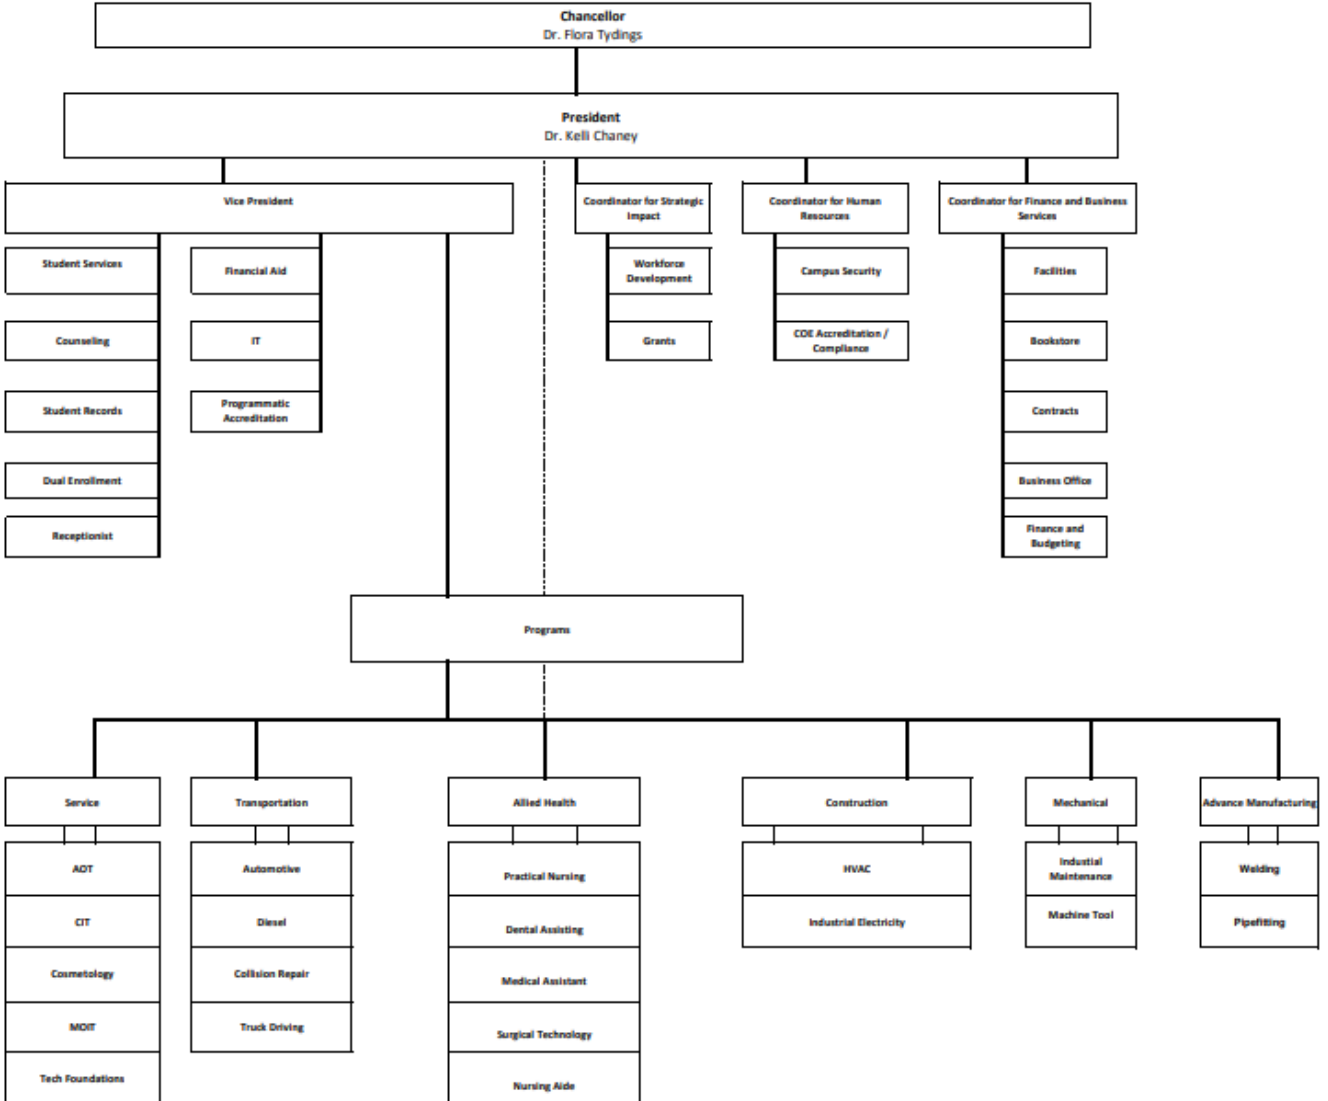 Chancellor
Dr. Flora Tydings
President
Dr. Kelli Chaney
Vice President
Coordinator for Strategic
Impact
Coordinator for Human
Resources
Coordinator for Finance and Business
Services
Student Services
Financial Aid
Workforce
Development
Campus Security
Facilities
Counseling
IT
Grants
COE Accreditation /
Compliance
Bookstore
Student Records
Programmatic
Accreditation
Contracts
Dual Enrollment
Business Office
Receptionist
Finance and
Budgeting
Programs
Service
Transportation
Allied Health
Construction
Mechanical
Advance Manufacturing
AOT
Automotive
Practical Nursing
HVAC
Industial
Maintenance
Welding
CIT
Diesel
Dental Assisting
Industrial Electricity
Machine Tool
Pipefitting
Cosmetology
Collision Repair
Medical Assistant
MOIT
Truck Driving
Surgical Technology
Tech Foundations
Nursing Aide